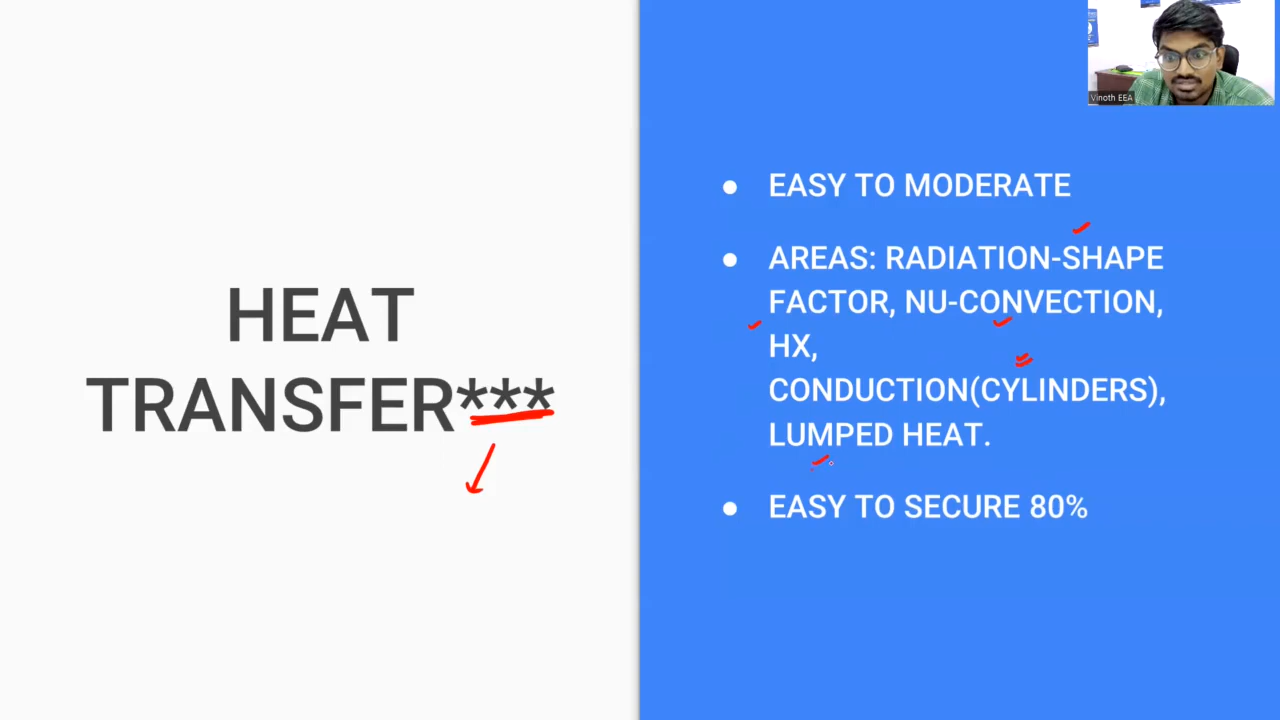 HEAT
TRANSFER***
● EASY TO MODERATE
● AREAS: RADIATION-SHAPE
FACTOR, NU-CONVECTION,
HX,
CONDUCTION(CYLINDERS),
LUMPED HEAT.
● EASY TO SECURE 80%
Vinoth EEA